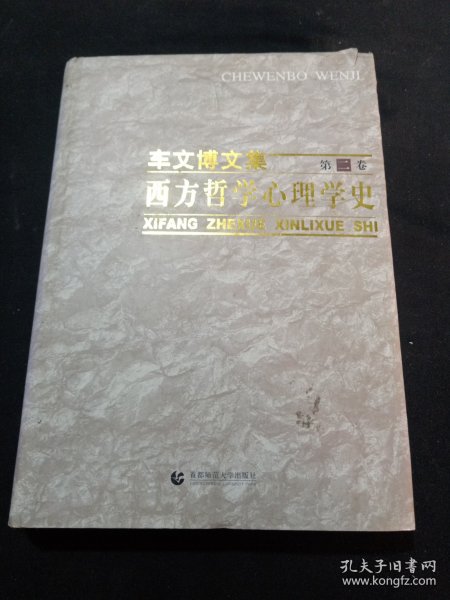 CHEWENBO WENJI
车文博文集 第二卷
西方哲学心理学史
XIFANG ZHEXUE XINLIXUE SHI
首都师范大学出版社
孔夫子旧书网
www.kongfz.com